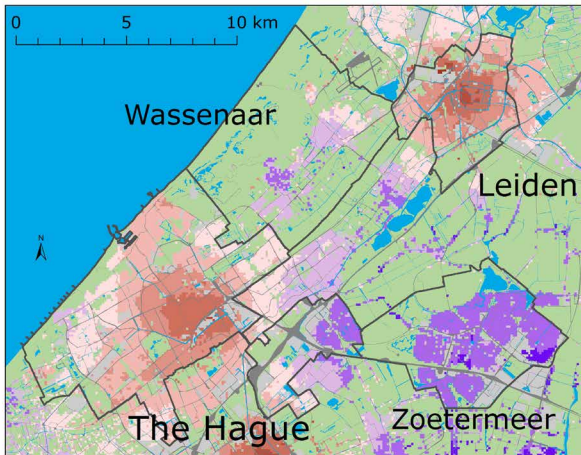 0 5 10 km
Wassenaar
Leiden
N
Zoetermeer
The Hague